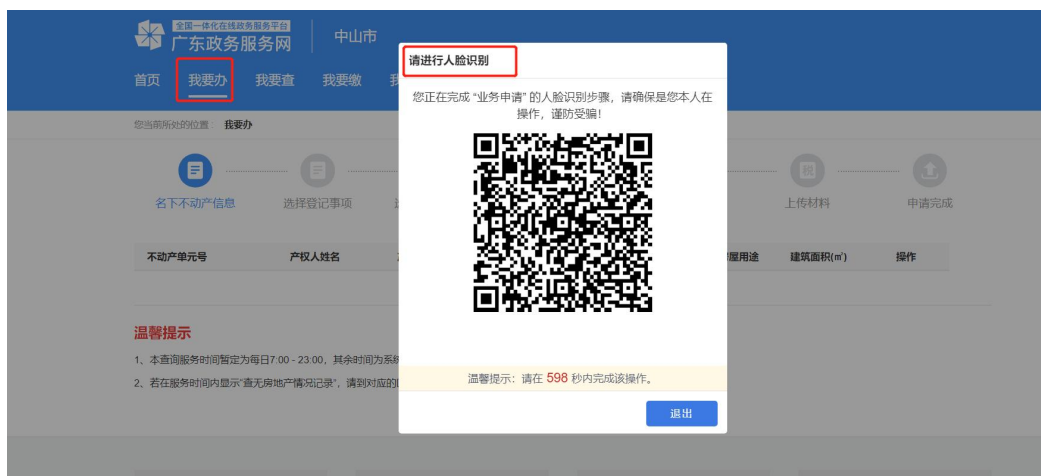 全国一体化在线政务服务平台
广东政务服务网
中山市
首页 我要办 我要查 我要缴
您当前所处的位置： 我要办
名下不动产信息 选择登记事项 上传材料 申请完成
税
不动产单元号 产权人姓名 屋用途 建筑面积(㎡) 操作
温馨提示
1、本查询服务时间暂定为每日7:00 - 23:00，其余时间为系
2、若在服务时间内显示“查无房地产情况记录”，请到对应的
请进行人脸识别
您正在完成 “业务申请” 的人脸识别步骤，请确保是您本人在
操作，谨防受骗！
温馨提示：请在 598 秒内完成该操作。
退出